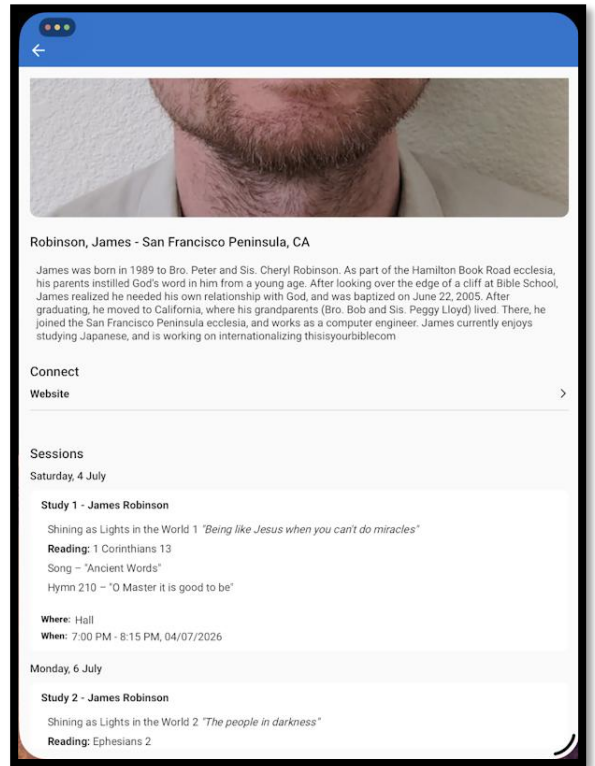 Robinson, James - San Francisco Peninsula, CA
James was born in 1989 to Bro. Peter and Sis. Cheryl Robinson. As part of the Hamilton Book Road ecclesia,
his parents instilled God's word in him from a young age. After looking over the edge of a cliff at Bible School,
James realized he needed his own relationship with God, and was baptized on June 22, 2005. After
graduating, he moved to California, where his grandparents (Bro. Bob and Sis. Peggy Lloyd) lived. There, he
joined the San Francisco Peninsula ecclesia, and works as a computer engineer. James currently enjoys
studying Japanese, and is working on internationalizing thisisyourbiblecom
Connect
Website
Sessions
Saturday, 4 July
Study 1 - James Robinson
Shining as Lights in the World 1 "Being like Jesus when you can't do miracles"
Reading: 1 Corinthians 13
Song – "Ancient Words"
Hymn 210 – "O Master it is good to be"
Where: Hall
When: 7:00 PM - 8:15 PM, 04/07/2026
Monday, 6 July
Study 2 - James Robinson
Shining as Lights in the World 2 "The people in darkness"
Reading: Ephesians 2